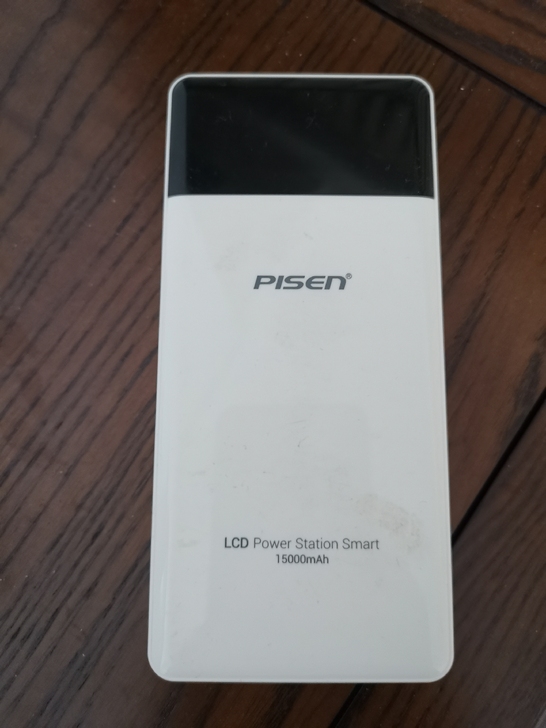 PISEN®
LCD Power Station Smart
15000mAh